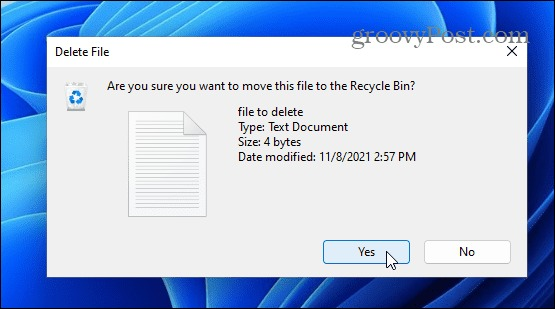 groovyPost.com
Delete File
Are you sure you want to move this file to the Recycle Bin?
file to delete
Type: Text Document
Size: 4 bytes
Date modified: 11/8/2021 2:57 PM
Yes
No